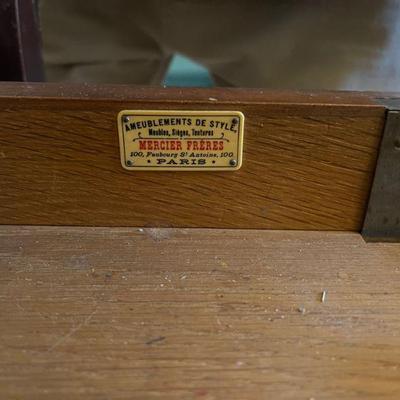 AMEUBLEMENTS DE STYLE,
Meubles, Sièges, Tentures
MERCIER FRÈRES
100, Faubourg St Antoine, 100
PARIS